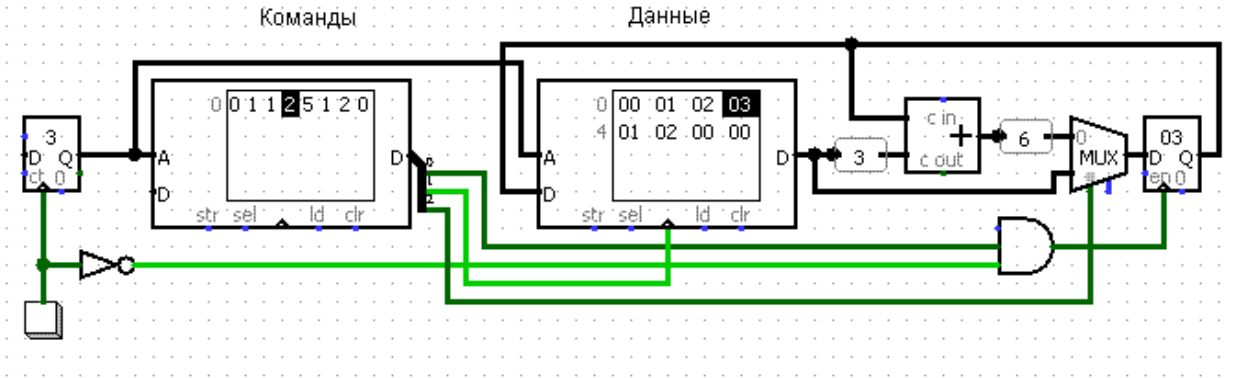 Команды Данные
0 0 1 1 2 5 1 2 0
0 00 01 02 03
4 01 02 00 00
3
D Q
ct 0
A D
D
str sel ld clr
0
1
2
A D
D
str sel ld clr
3
c in
+
c out
6
0
MUX
03
D Q
en 0